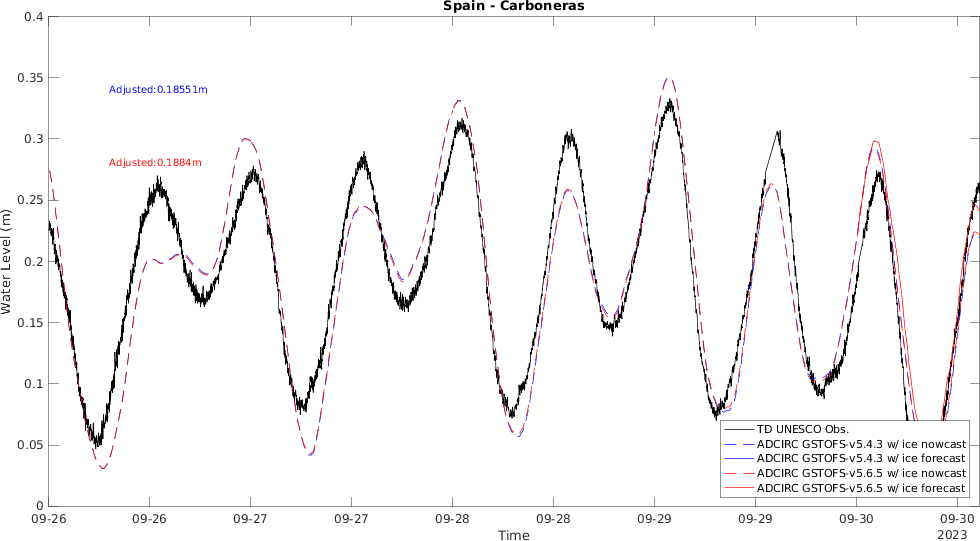 Spain - Carboneras
0.4
0.35
0.3
0.25
0.2
0.15
0.1
0.05
0
Water Level (m)
Adjusted:0.18551m
Adjusted:0.1884m
TD UNESCO Obs.
ADCIRC GSTOFS-v5.4.3 w/ ice nowcast
ADCIRC GSTOFS-v5.4.3 w/ ice forecast
ADCIRC GSTOFS-v5.6.5 w/ ice nowcast
ADCIRC GSTOFS-v5.6.5 w/ ice forecast
09-26 09-26 09-27 09-27 09-28 09-28 09-29 09-29 09-30 09-30
Time
2023